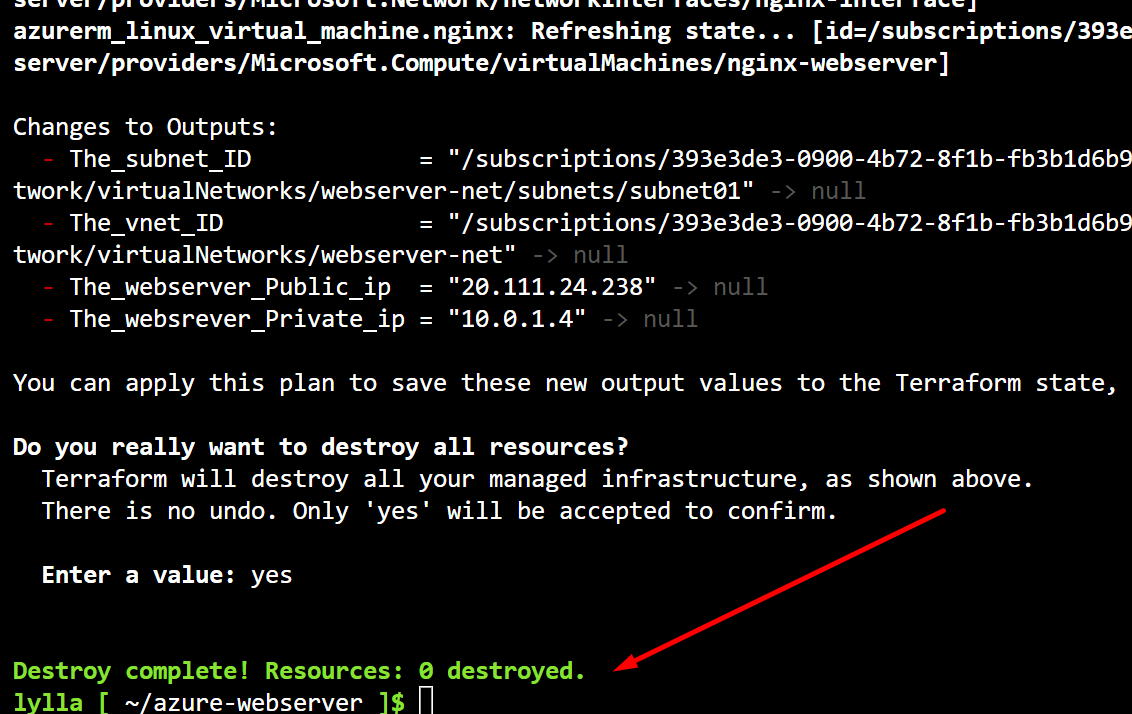 server/providers/Microsoft.Network/networkInterfaces/nginx-interface]
azurerm_linux_virtual_machine.nginx: Refreshing state... [id=/subscriptions/393e
server/providers/Microsoft.Compute/virtualMachines/nginx-webserver]
Changes to Outputs:
- The_subnet_ID = "/subscriptions/393e3de3-0900-4b72-8f1b-fb3b1d6b9
twork/virtualNetworks/webserver-net/subnets/subnet01" -> null
- The_vnet_ID = "/subscriptions/393e3de3-0900-4b72-8f1b-fb3b1d6b9
twork/virtualNetworks/webserver-net" -> null
- The_webserver_Public_ip = "20.111.24.238" -> null
- The_websrever_Private_ip = "10.0.1.4" -> null
You can apply this plan to save these new output values to the Terraform state,
Do you really want to destroy all resources?
Terraform will destroy all your managed infrastructure, as shown above.
There is no undo. Only 'yes' will be accepted to confirm.
Enter a value: yes
Destroy complete! Resources: 0 destroyed.
lylla [ ~/azure-webserver ]$